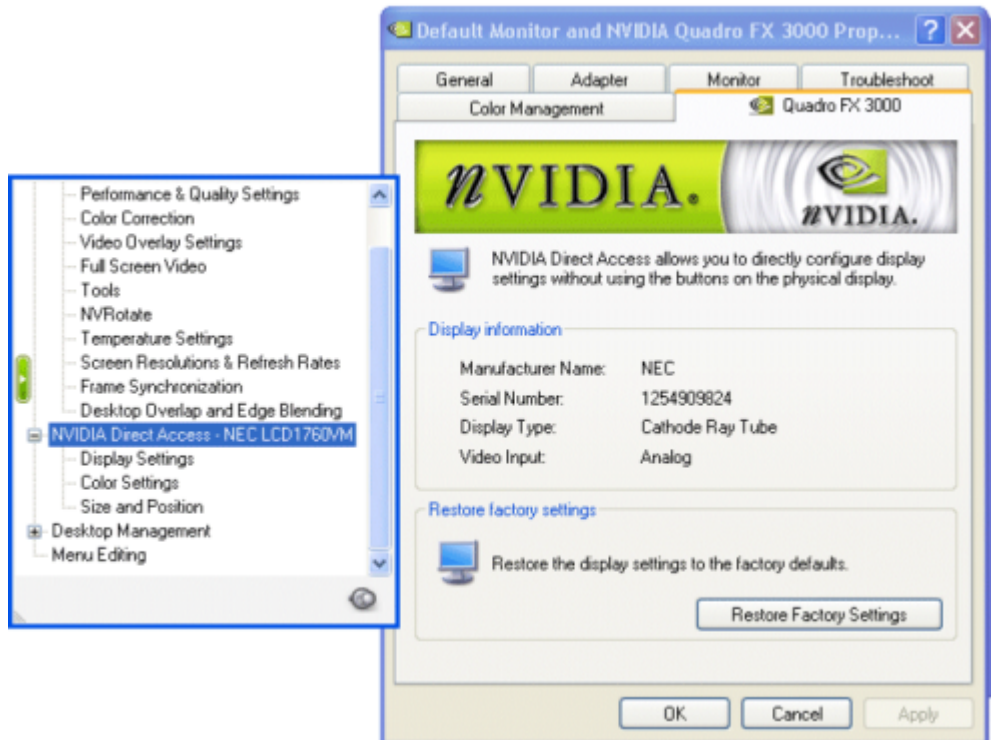 Default Monitor and NVIDIA Quadro FX 3000 Prop...
General Adapter Monitor Troubleshoot
Color Management Quadro FX 3000
nVIDIA.
nVIDIA.
NVIDIA Direct Access allows you to directly configure display
settings without using the buttons on the physical display.
Display information
Manufacturer Name: NEC
Serial Number: 1254909824
Display Type: Cathode Ray Tube
Video Input: Analog
Restore factory settings
Restore the display settings to the factory defaults.
Restore Factory Settings
OK Cancel Apply
Performance & Quality Settings
Color Correction
Video Overlay Settings
Full Screen Video
Tools
NVRotate
Temperature Settings
Screen Resolutions & Refresh Rates
Frame Synchronization
Desktop Overlap and Edge Blending
NVIDIA Direct Access - NEC LCD1760VM
Display Settings
Color Settings
Size and Position
Desktop Management
Menu Editing